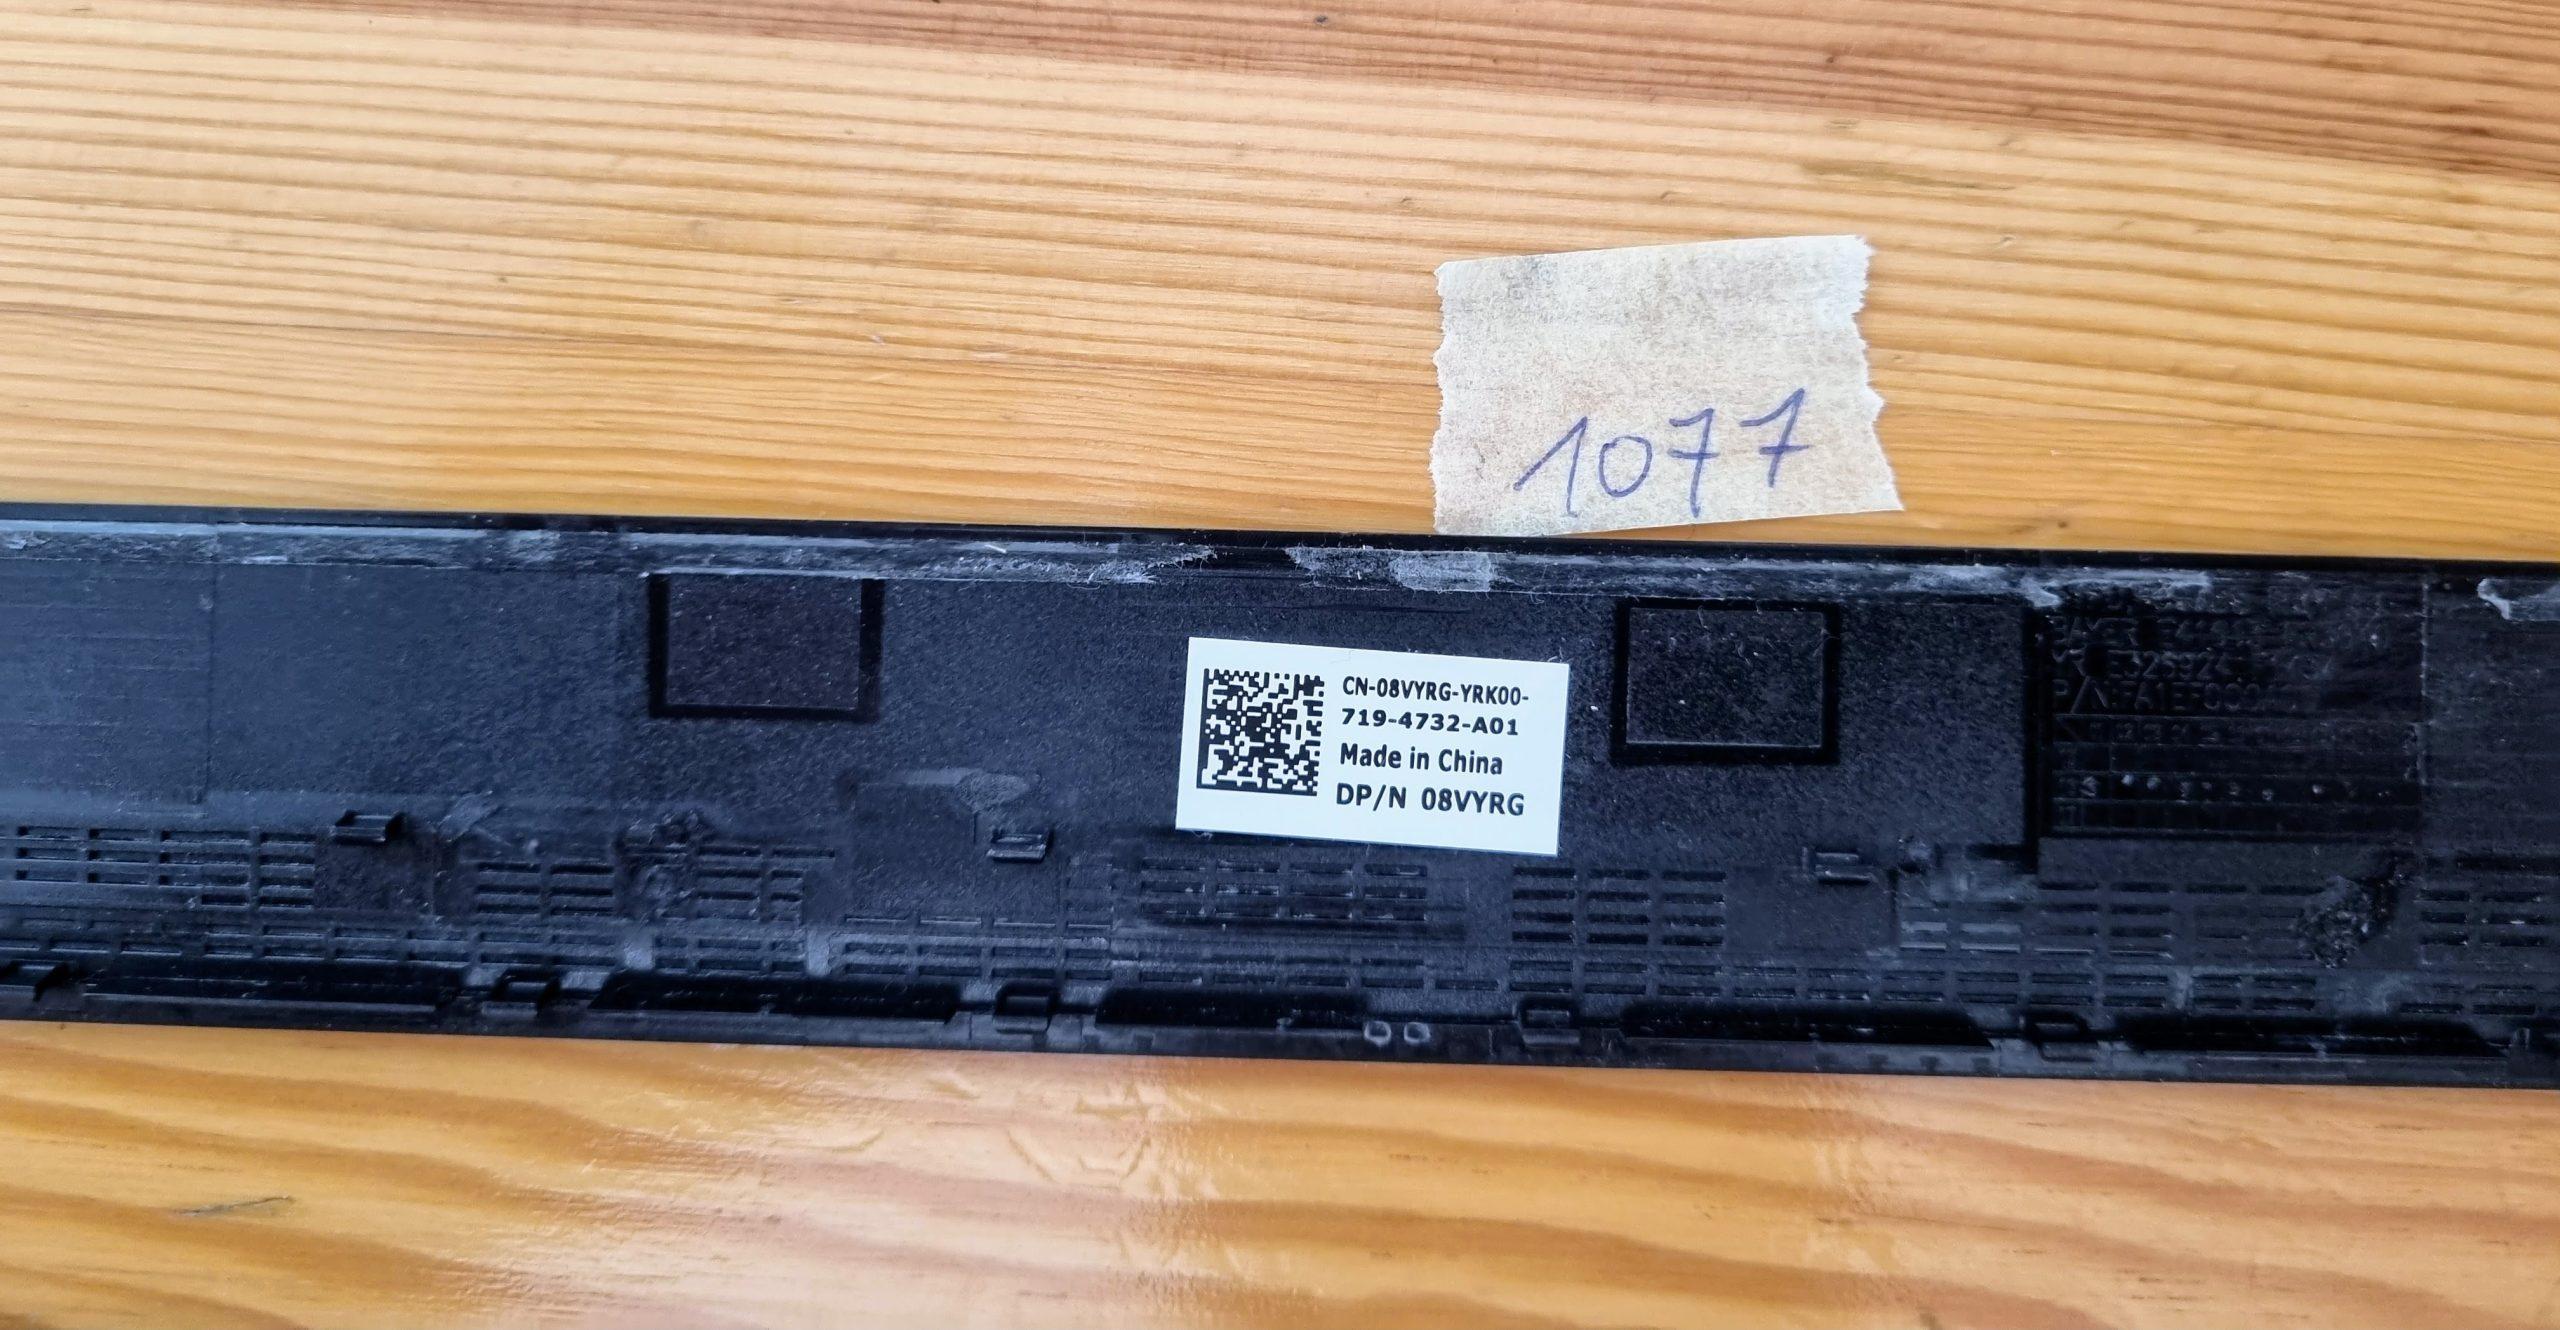 1077
CN-08VYRG-YRK00-
719-4732-A01
Made in China
DP/N 08VYRG